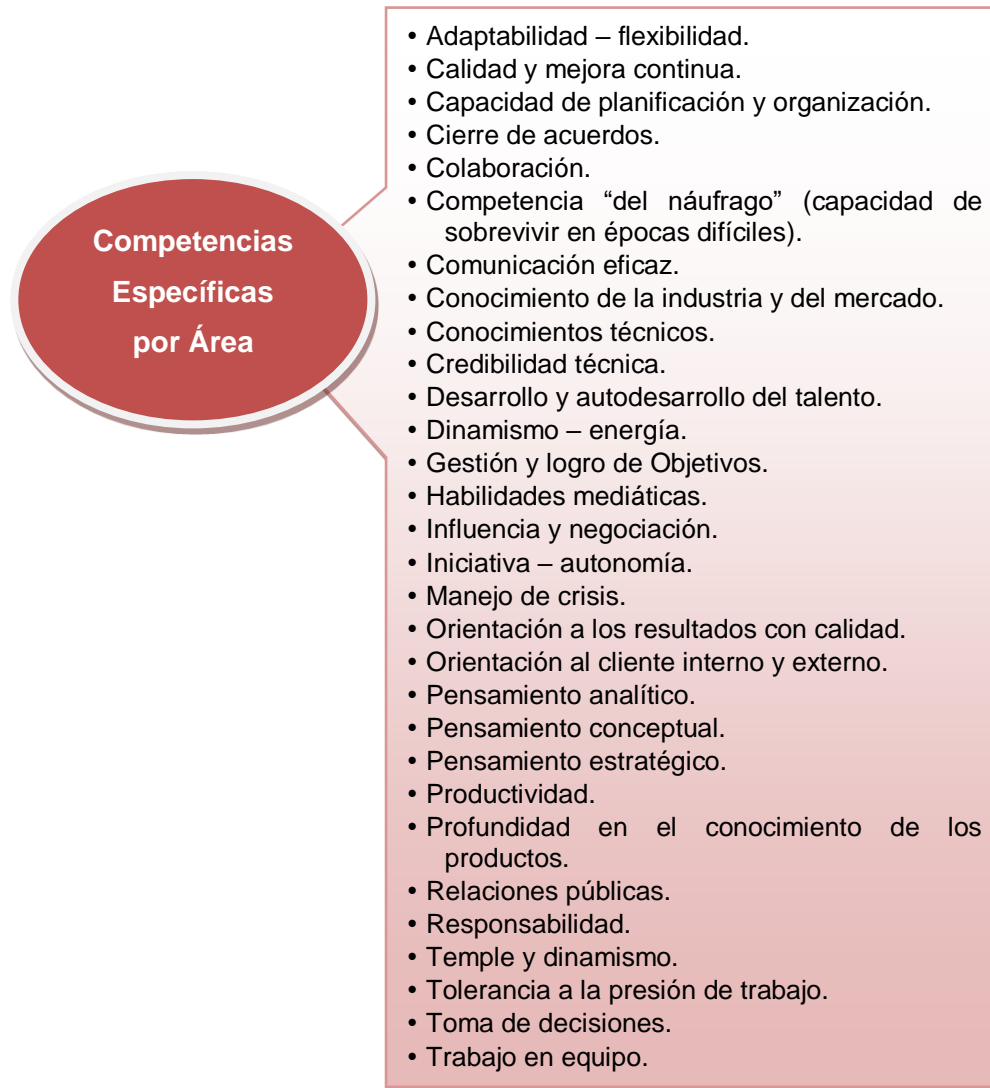 Competencias
Específicas
por Área
• Adaptabilidad – flexibilidad.
• Calidad y mejora continua.
• Capacidad de planificación y organización.
• Cierre de acuerdos.
• Colaboración.
• Competencia “del náufrago” (capacidad de
sobrevivir en épocas difíciles).
• Comunicación eficaz.
• Conocimiento de la industria y del mercado.
• Conocimientos técnicos.
• Credibilidad técnica.
• Desarrollo y autodesarrollo del talento.
• Dinamismo – energía.
• Gestión y logro de Objetivos.
• Habilidades mediáticas.
• Influencia y negociación.
• Iniciativa – autonomía.
• Manejo de crisis.
• Orientación a los resultados con calidad.
• Orientación al cliente interno y externo.
• Pensamiento analítico.
• Pensamiento conceptual.
• Pensamiento estratégico.
• Productividad.
• Profundidad en el conocimiento de los
productos.
• Relaciones públicas.
• Responsabilidad.
• Temple y dinamismo.
• Tolerancia a la presión de trabajo.
• Toma de decisiones.
• Trabajo en equipo.